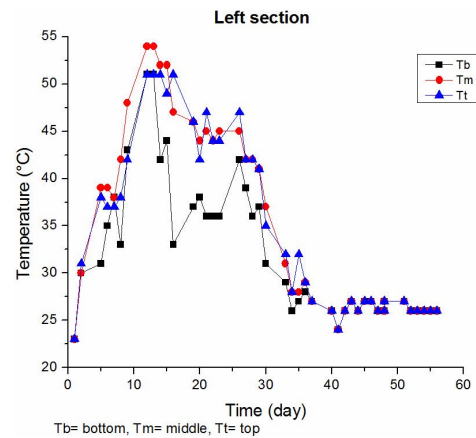 Left section
55
50
45
40
35
30
25
20
Temperature (°C)
Tb
Tm
Tt
0 10 20 30 40 50 60
Time (day)
Tb= bottom, Tm= middle, Tt= top